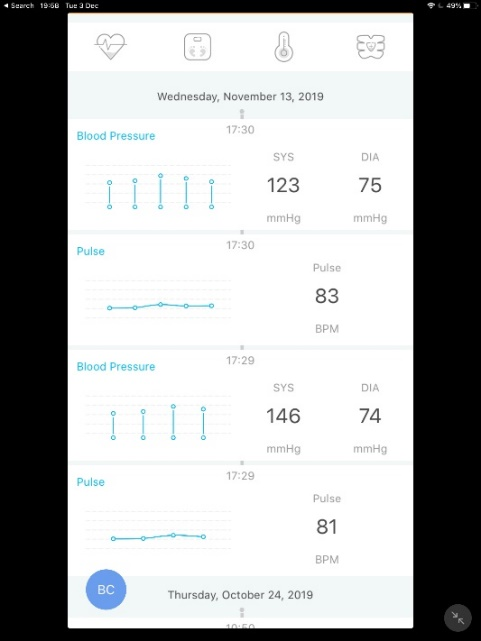 Search 19:58 Tue 3 Dec 49%
Wednesday, November 13, 2019
17:30
Blood Pressure
SYS DIA
123 75
mmHg mmHg
17:30
Pulse
Pulse
83
BPM
17:29
Blood Pressure
SYS DIA
146 74
mmHg mmHg
17:29
Pulse
Pulse
81
BPM
BC
Thursday, October 24, 2019